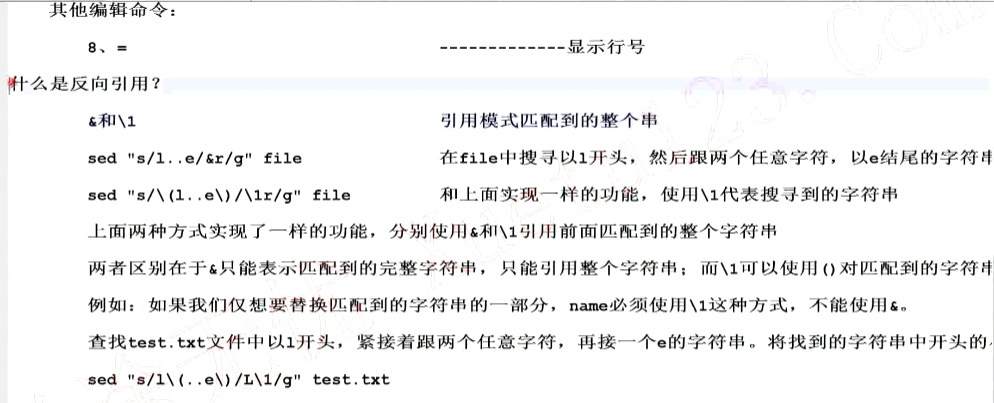 其他编辑命令：
8、= -------------显示行号
什么是反向引用？
&和\1 引用模式匹配到的整个串
sed "s/l..e/&r/g" file 在file中搜寻以l开头，然后跟两个任意字符，以e结尾的字符串
sed "s/\(l..e\)/\1r/g" file 和上面实现一样的功能，使用\1代表搜寻到的字符串
上面两种方式实现了一样的功能，分别使用&和\1引用前面匹配到的整个字符串
两者区别在于&只能表示匹配到的完整字符串，只能引用整个字符串；而\1可以使用()对匹配到的字符串
例如：如果我们仅想要替换匹配到的字符串的一部分，name必须使用\1这种方式，不能使用&。
查找test.txt文件中以l开头，紧接着跟两个任意字符，再接一个e的字符串。将找到的字符串中开头的
sed "s/l\(..e\)/L\1/g" test.txt